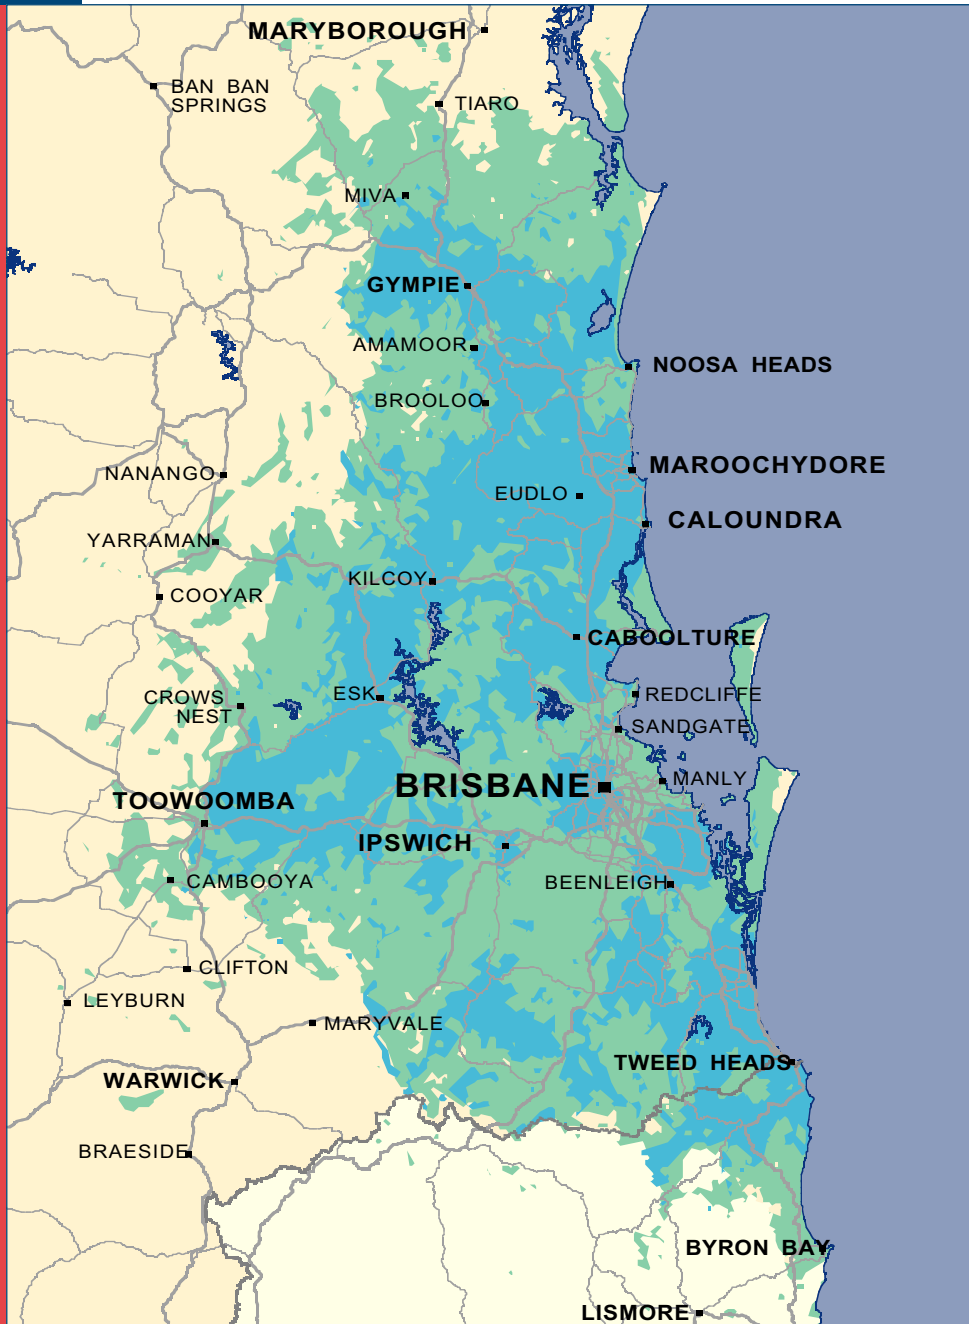 MARYBOROUGH
BAN BAN
SPRINGS
TIARO
MIVA
GYMPIE
AMAMOOR
NOOSA HEADS
BROOLOO
MAROOCHYDORE
NANANGO
EUDLO
CALOUNDRA
YARRAMAN
KILCOY
COOYAR
CABOOLTURE
ESK
REDCLIFFE
CROWS
NEST
SANDGATE
BRISBANE
MANLY
TOOWOOMBA
IPSWICH
CAMBOOYA
BEENLEIGH
CLIFTON
LEYBURN
MARYVALE
TWEED HEADS
WARWICK
BRAESIDE
BYRON BAY
LISMORE